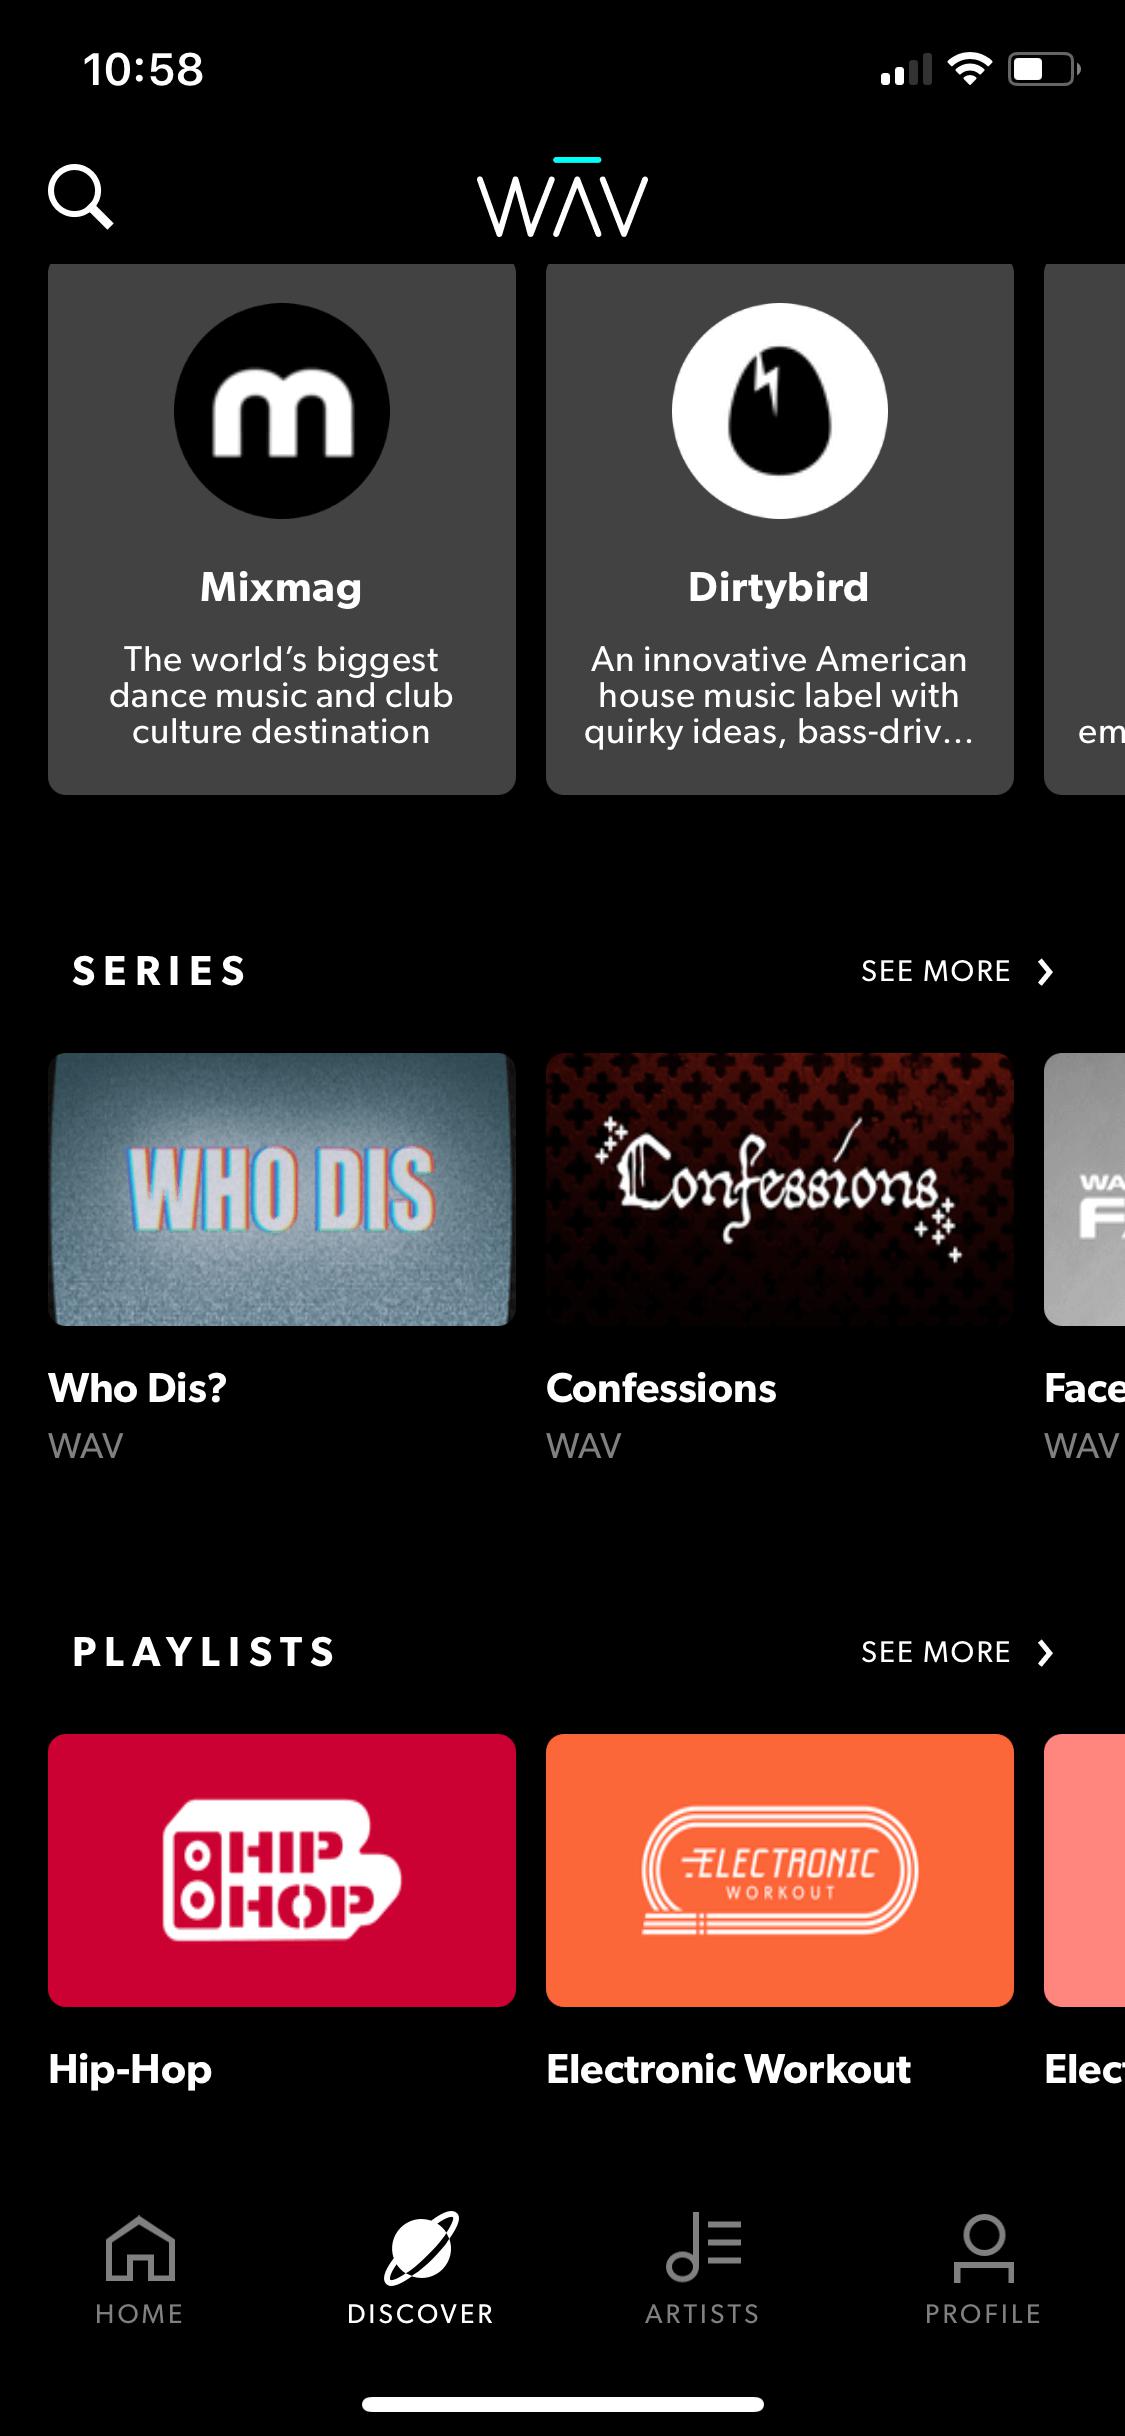 10:58
WAV
m
Mixmag
The world’s biggest
dance music and club
culture destination
Dirtybird
An innovative American
house music label with
quirky ideas, bass-driv...
em
SERIES
SEE MORE
WHO DIS
Confessions
WA
F
Who Dis?
WAV
Confessions
WAV
Face
WAV
PLAYLISTS
SEE MORE
HIP
HOP
ELECTRONIC
WORKOUT
Hip-Hop
Electronic Workout
Elec
HOME
DISCOVER
ARTISTS
PROFILE